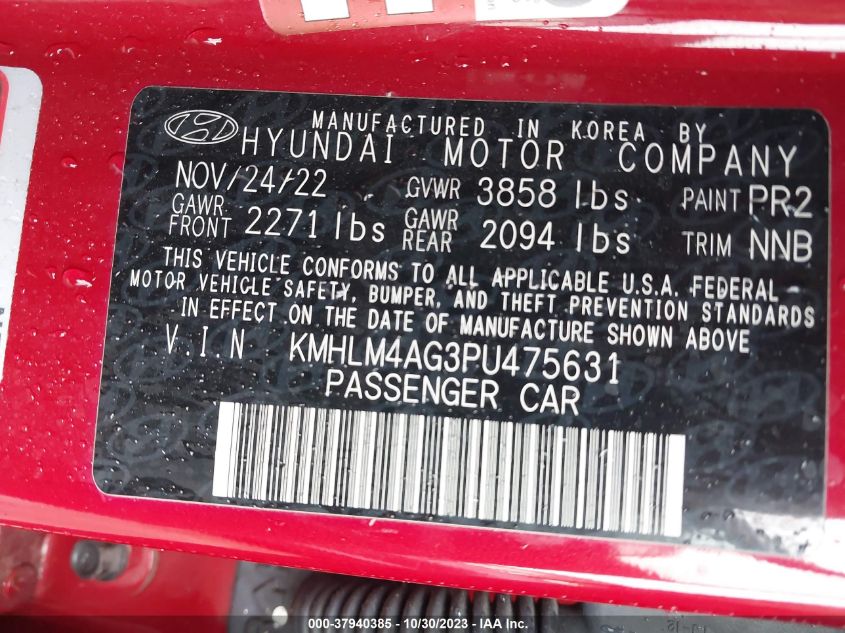 MANUFACTURED IN KOREA BY
HYUNDAI MOTOR COMPANY
NOV/24/22 GVWR 3858 lbs PAINT PR2
GAWR FRONT 2271 lbs GAWR REAR 2094 lbs TRIM NNB
THIS VEHICLE CONFORMS TO ALL APPLICABLE U.S.A. FEDERAL
MOTOR VEHICLE SAFETY, BUMPER, AND THEFT PREVENTION STANDARDS
IN EFFECT ON THE DATE OF MANUFACTURE SHOWN ABOVE
V.I.N KMHLM4AG3PU475631
PASSENGER CAR
000-37940385 - 10/30/2023 - IAA Inc.